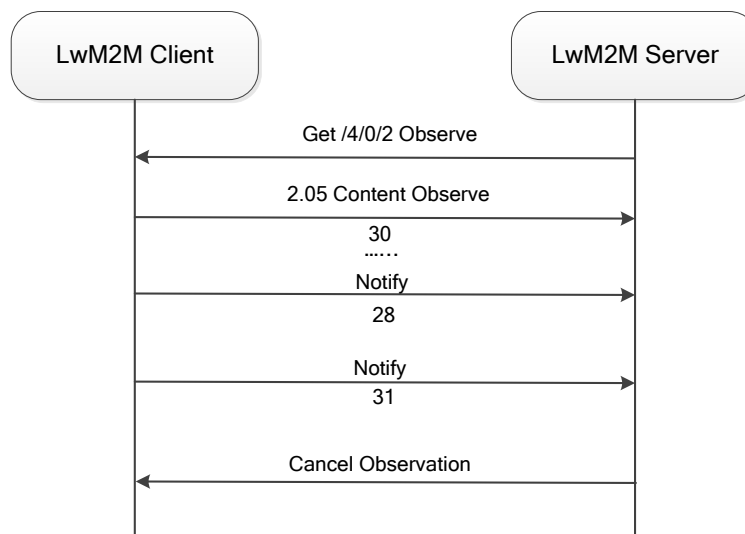 LwM2M Client
LwM2M Server
Get /4/0/2 Observe
2.05 Content Observe
30
...…
Notify
28
Notify
31
Cancel Observation